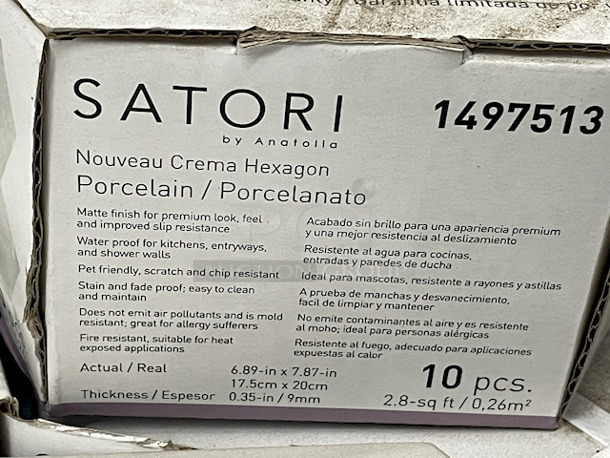 Garantía limitada de por
SATORI
1497513
by Anatolia
Nouveau Crema Hexagon
Porcelain / Porcelanato
Matte finish for premium look, feel
and improved slip resistance
Water proof for kitchens, entryways,
and shower walls
Pet friendly, scratch and chip resistant
Stain and fade proof; easy to clean
and maintain
Does not emit air pollutants and is mold
resistant; great for allergy sufferers
Fire resistant, suitable for heat
exposed applications
Acabado sin brillo para una apariencia premium
y una mejor resistencia al deslizamiento
Resistente al agua para cocinas,
entradas y paredes de ducha
Ideal para mascotas, resistente a rayones y astillas
A prueba de manchas y desvanecimiento,
facil de limpiar y mantener
No emite contaminantes al aire y es resistente
al moho; ideal para personas alérgicas
Resistente al fuego, adecuado para aplicaciones
expuestas al calor
Actual / Real 6.89-in x 7.87-in
17.5cm x 20cm
Thickness / Espesor 0.35-in / 9mm
10 pcs.
2.8-sq ft / 0,26m²